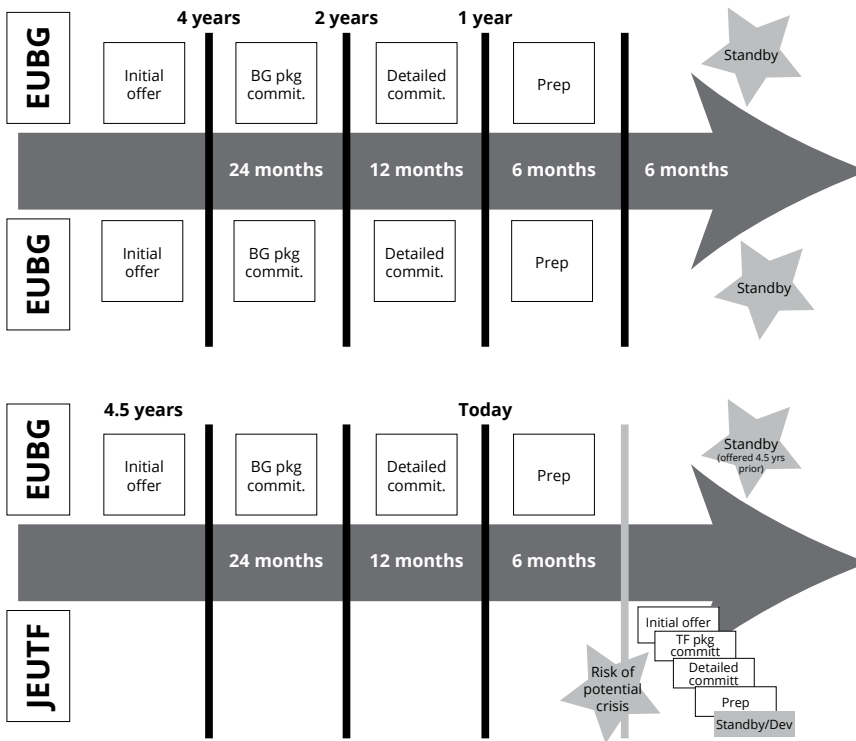 4 years
2 years
1 year
EUBG
Initial
offer
BG pkg
commit.
Detailed
commit.
Prep
Standby
24 months
12 months
6 months
6 months
EUBG
Initial
offer
BG pkg
commit.
Detailed
commit.
Prep
Standby
4.5 years
Today
EUBG
Initial
offer
BG pkg
commit.
Detailed
commit.
Prep
Standby
(offered 4.5 yrs
prior)
24 months
12 months
6 months
JEUTF
Risk of
potential
crisis
Initial offer
TF pkg
committ
Detailed
committ
Prep
Standby/Dev